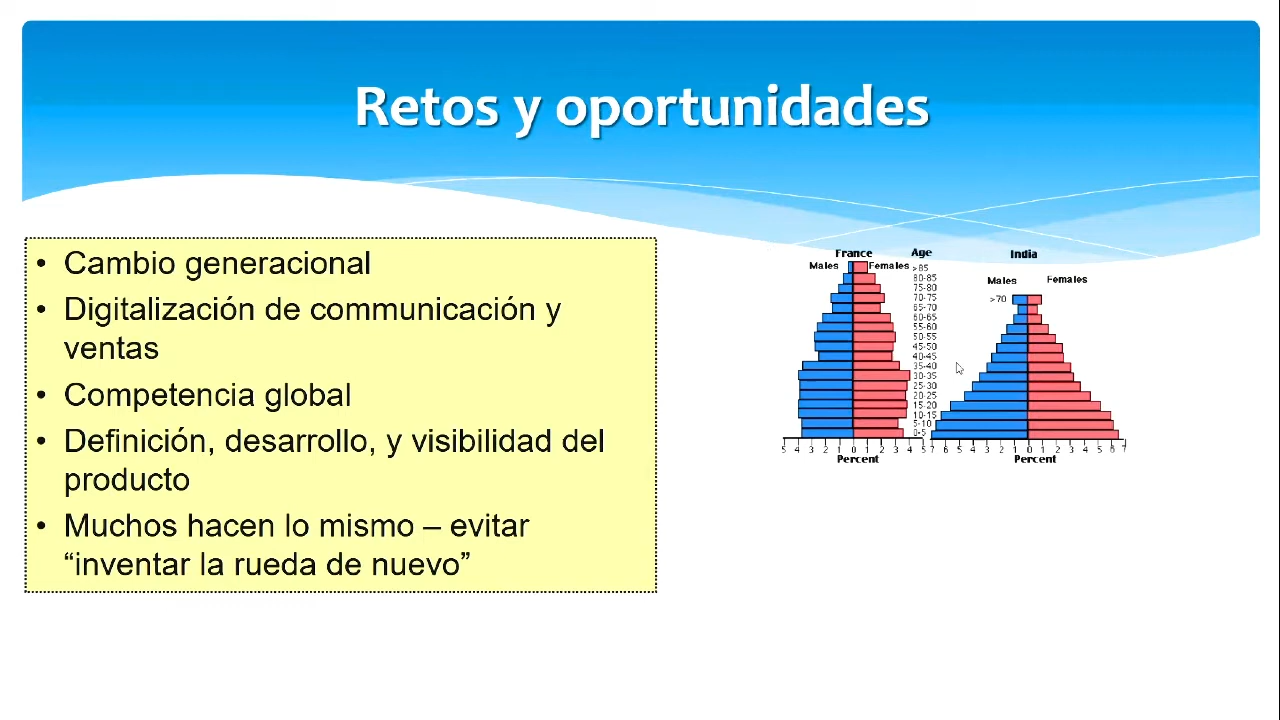 Retos y oportunidades
• Cambio generacional
• Digitalización de communicación y
ventas
• Competencia global
• Definición, desarrollo, y visibilidad del
producto
• Muchos hacen lo mismo – evitar
“inventar la rueda de nuevo”
France Age India
Males Females >85
80-85
75-80
70-75
65-70
60-65
55-60
50-55
45-50
40-45
35-40
30-35
25-30
20-25
15-20
10-15
5-10
0-5
Males Females
>70
5 4 3 2 1 0 1 2 3 4 5
7 6 5 4 3 2 1 0 1 2 3 4 5 6 7
Percent Percent